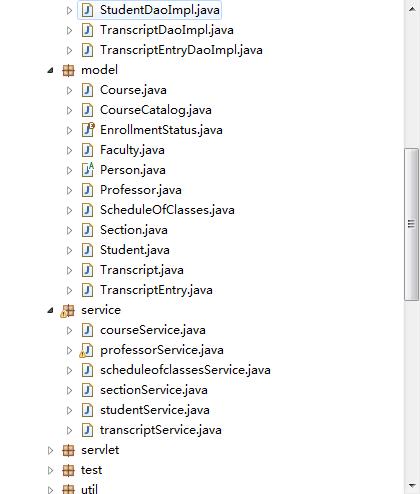 StudentDaoImpl.java
TranscriptDaoImpl.java
TranscriptEntryDaoImpl.java
model
Course.java
CourseCatalog.java
EnrollmentStatus.java
Faculty.java
Person.java
Professor.java
ScheduleOfClasses.java
Section.java
Student.java
Transcript.java
TranscriptEntry.java
service
courseService.java
professorService.java
scheduleofclassesService.java
sectionService.java
studentService.java
transcriptService.java
servlet
test
util